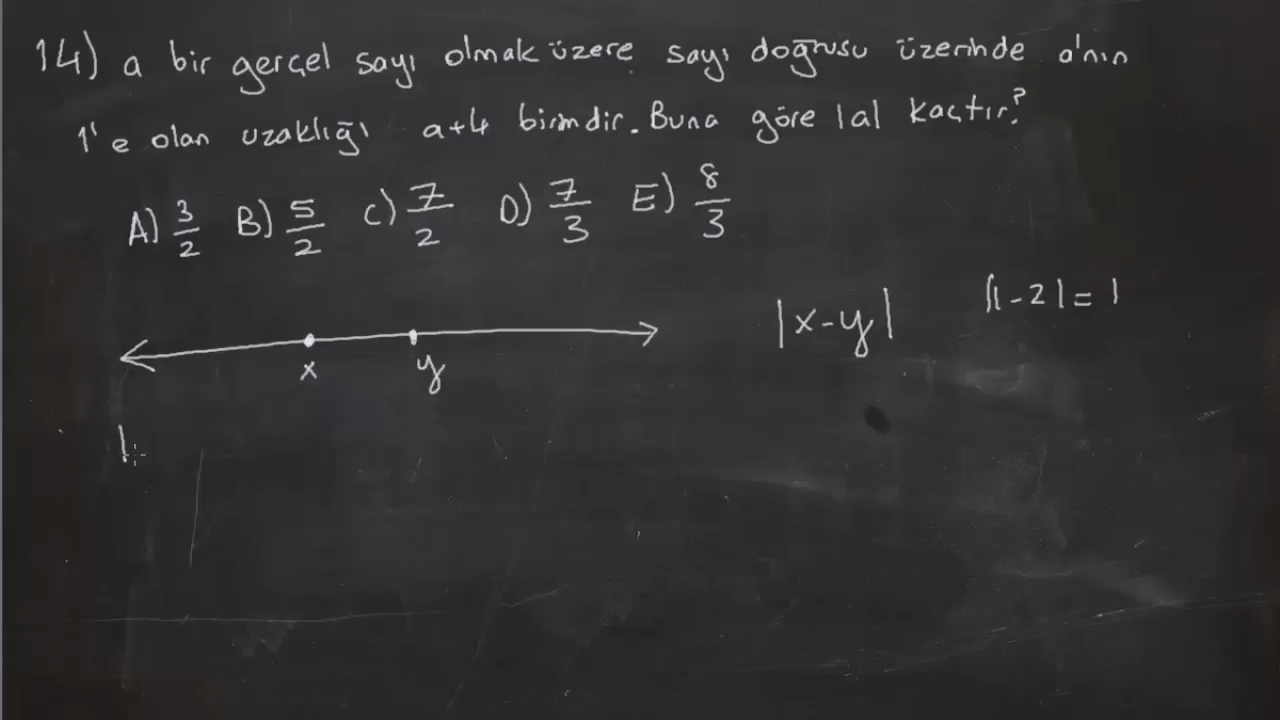 14) a bir gerçel sayı olmak üzere sayı doğrusu üzerinde a'nın
1'e olan uzaklığı a+4 birimdir. Buna göre |a| kaçtır?
A) 3/2 B) 5/2 C) 7/2 D) 7/3 E) 8/3
|x-y| |1-2|=1
x y